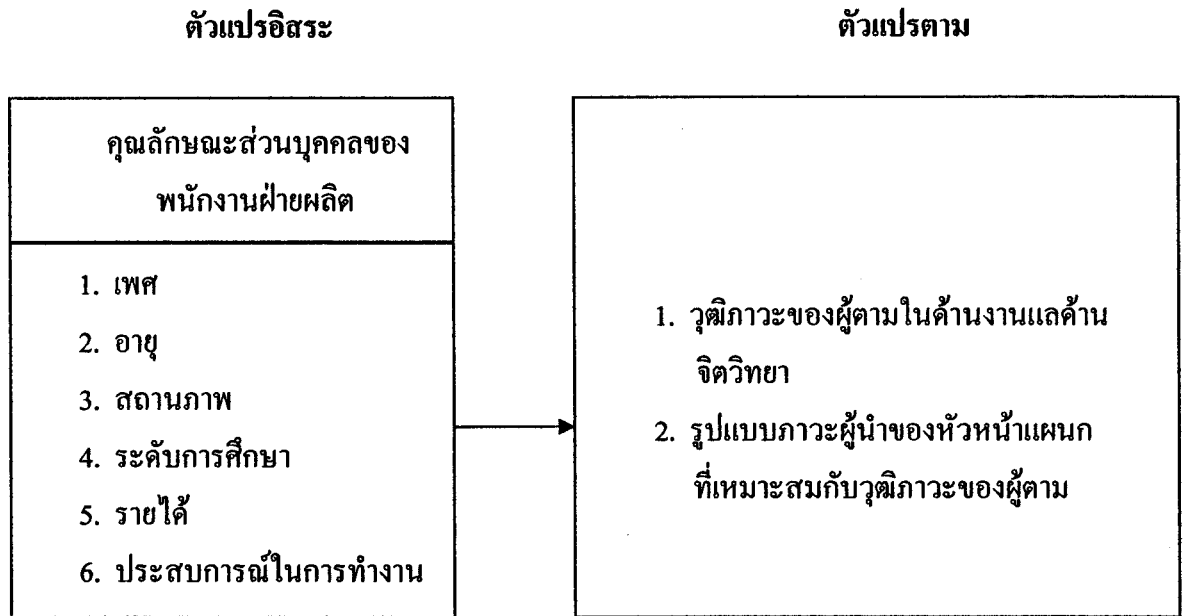 ตัวแปรอิสระ
ตัวแปรตาม
คุณลักษณะส่วนบุคคลของ
พนักงานฝ่ายผลิต
1. เพศ
2. อายุ
3. สถานภาพ
4. ระดับการศึกษา
5. รายได้
6. ประสบการณ์ในการทำงาน
1. วุฒิภาวะของผู้ตามในด้านงานแลด้าน
จิตวิทยา
2. รูปแบบภาวะผู้นำของหัวหน้าแผนก
ที่เหมาะสมกับวุฒิภาวะของผู้ตาม